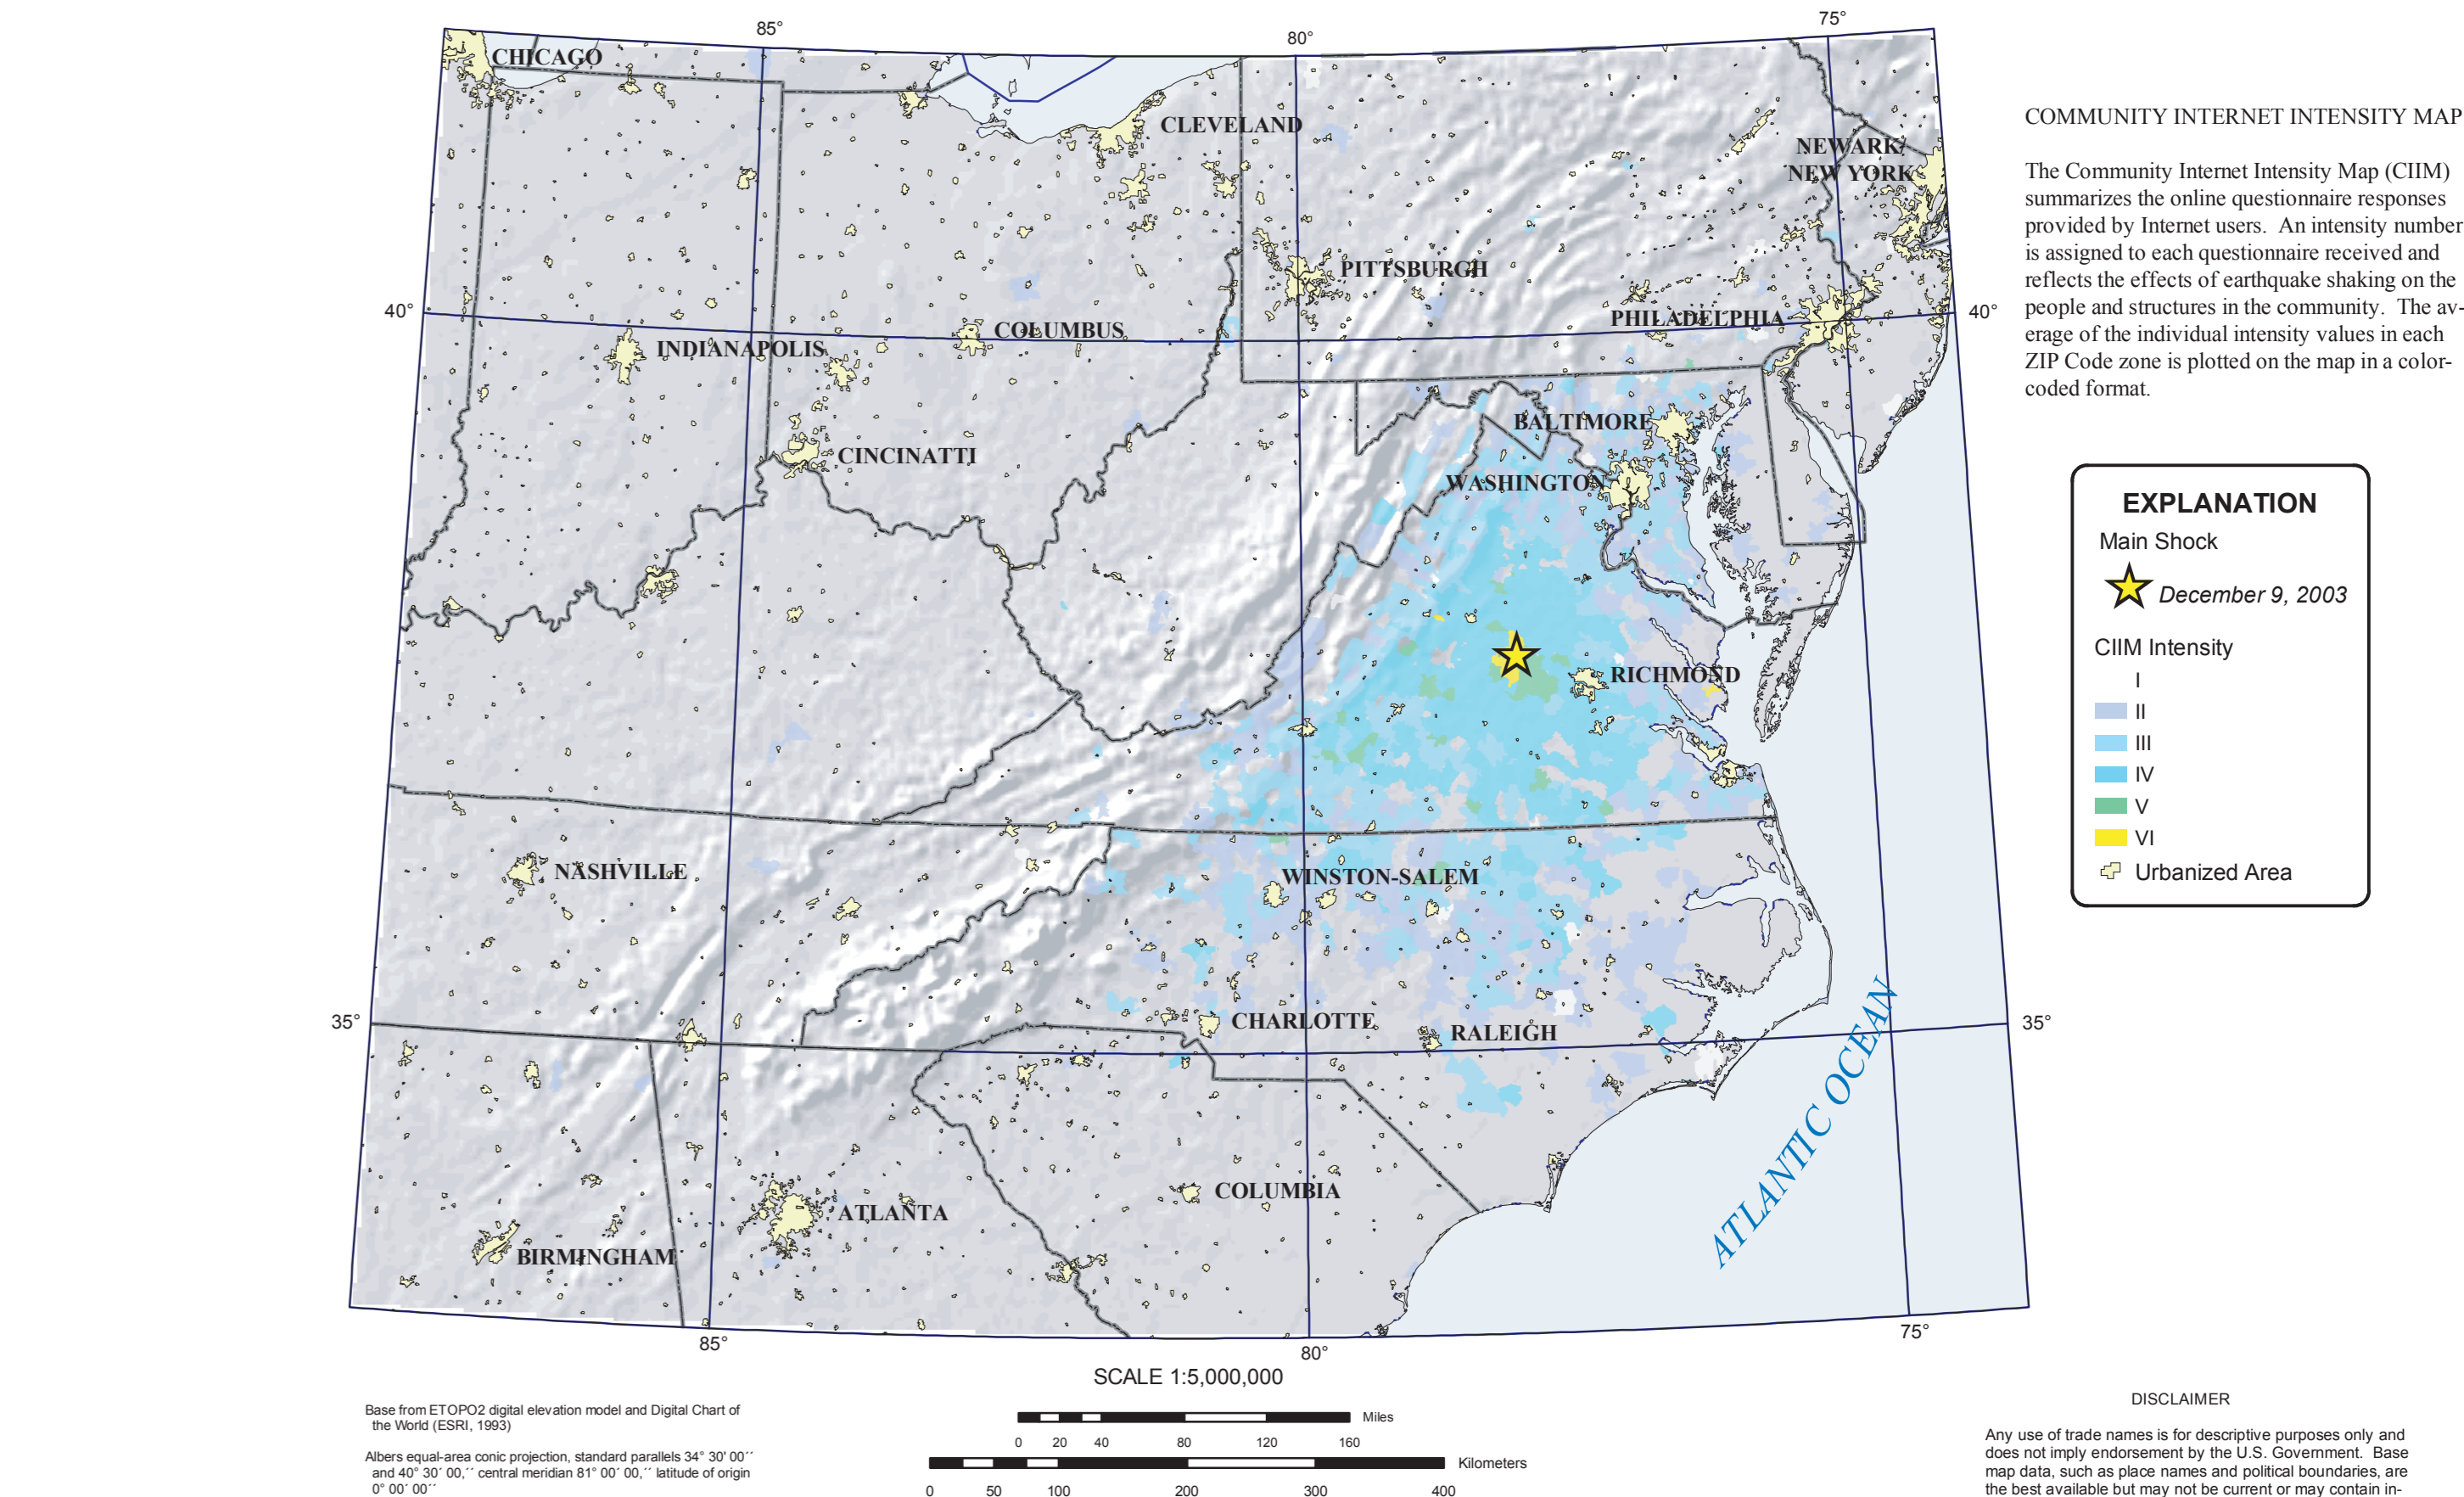 85°
80°
75°
CHICAGO
CLEVELAND
NEWARK/
NEW YORK
PITTSBURGH
PHILADELPHIA
40°
40°
COLUMBUS
INDIANAPOLIS
BALTIMORE
CINCINATTI
WASHINGTON
RICHMOND
NASHVILLE
WINSTON-SALEM
35°
35°
CHARLOTTE
RALEIGH
ATLANTIC OCEAN
COLUMBIA
ATLANTA
BIRMINGHAM
85°
80°
75°
COMMUNITY INTERNET INTENSITY MAP
The Community Internet Intensity Map (CIIM)
summarizes the online questionnaire responses
provided by Internet users. An intensity number
is assigned to each questionnaire received and
reflects the effects of earthquake shaking on the
people and structures in the community. The av-
erage of the individual intensity values in each
ZIP Code zone is plotted on the map in a color-
coded format.
EXPLANATION
Main Shock
December 9, 2003
CIIM Intensity
I
II
III
IV
V
VI
Urbanized Area
SCALE 1:5,000,000
Miles
0 20 40 80 120 160
Kilometers
0 50 100 200 300 400
Base from ETOPO2 digital elevation model and Digital Chart of
the World (ESRI, 1993)
Albers equal-area conic projection, standard parallels 34° 30' 00´´
and 40° 30´ 00,´´ central meridian 81° 00´ 00,´´ latitude of origin
0° 00´ 00´´
DISCLAIMER
Any use of trade names is for descriptive purposes only and
does not imply endorsement by the U.S. Government. Base
map data, such as place names and political boundaries, are
the best available but may not be current or may contain in-